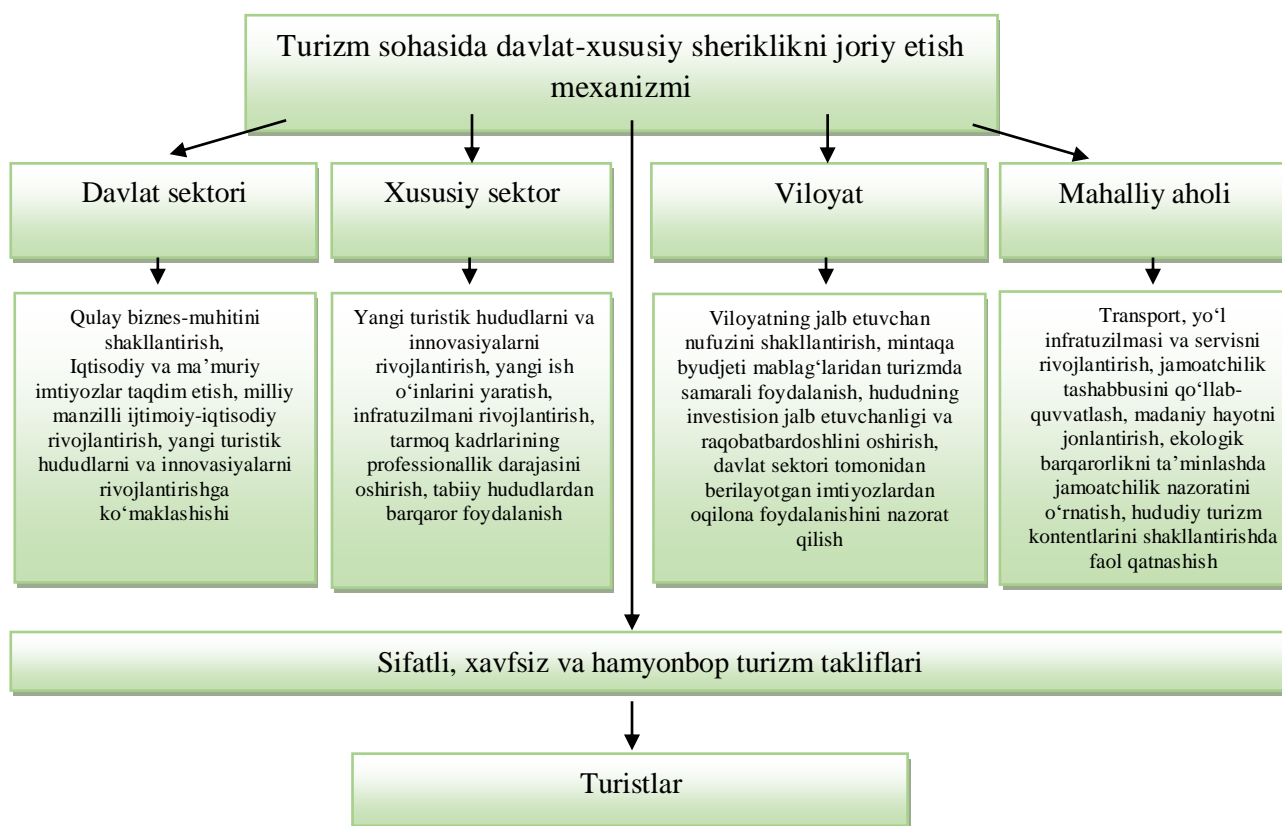 Turizm sohasida davlat-xususiy sheriklikni joriy etish
mexanizmi
Davlat sektori
Xususiy sektor
Viloyat
Mahalliy aholi
Qulay biznes-muhitini
shakllantirish,
Iqtisodiy va ma’muriy
imtiyozlar taqdim etish, milliy
manzilli ijtimoiy-iqtisodiy
rivojlantirish, yangi turistik
hududlarni va innovasiyalarni
rivojlantirishga
ko‘maklashishi
Yangi turistik hududlarni va
innovasiyalarni
rivojlantirish, yangi ish
o‘inlarini yaratish,
infratuzilmani rivojlantirish,
tarmoq kadrlarining
professionallik darajasini
oshirish, tabiiy hududlardan
barqaror foydalanish
Viloyatning jalb etuvchan
nufuzini shakllantirish, mintaqa
byudjeti mablag‘laridan turizmda
samarali foydalanish, hududning
investision jalb etuvchanligi va
raqobatbardoshlini oshirish,
davlat sektori tomonidan
berilayotgan imtiyozlardan
oqilona foydalanishini nazorat
qilish
Transport, yo‘l
infratuzilmasi va servisni
rivojlantirish, jamoatchilik
tashabbusini qo‘llab-
quvvatlash, madaniy hayotni
jonlantirish, ekologik
barqarorlikni ta’minlashda
jamoatchilik nazoratini
o‘rnatish, hududiy turizm
kontentlarini shakllantirishda
faol qatnashish
Sifatli, xavfsiz va hamyonbop turizm takliflari
Turistlar